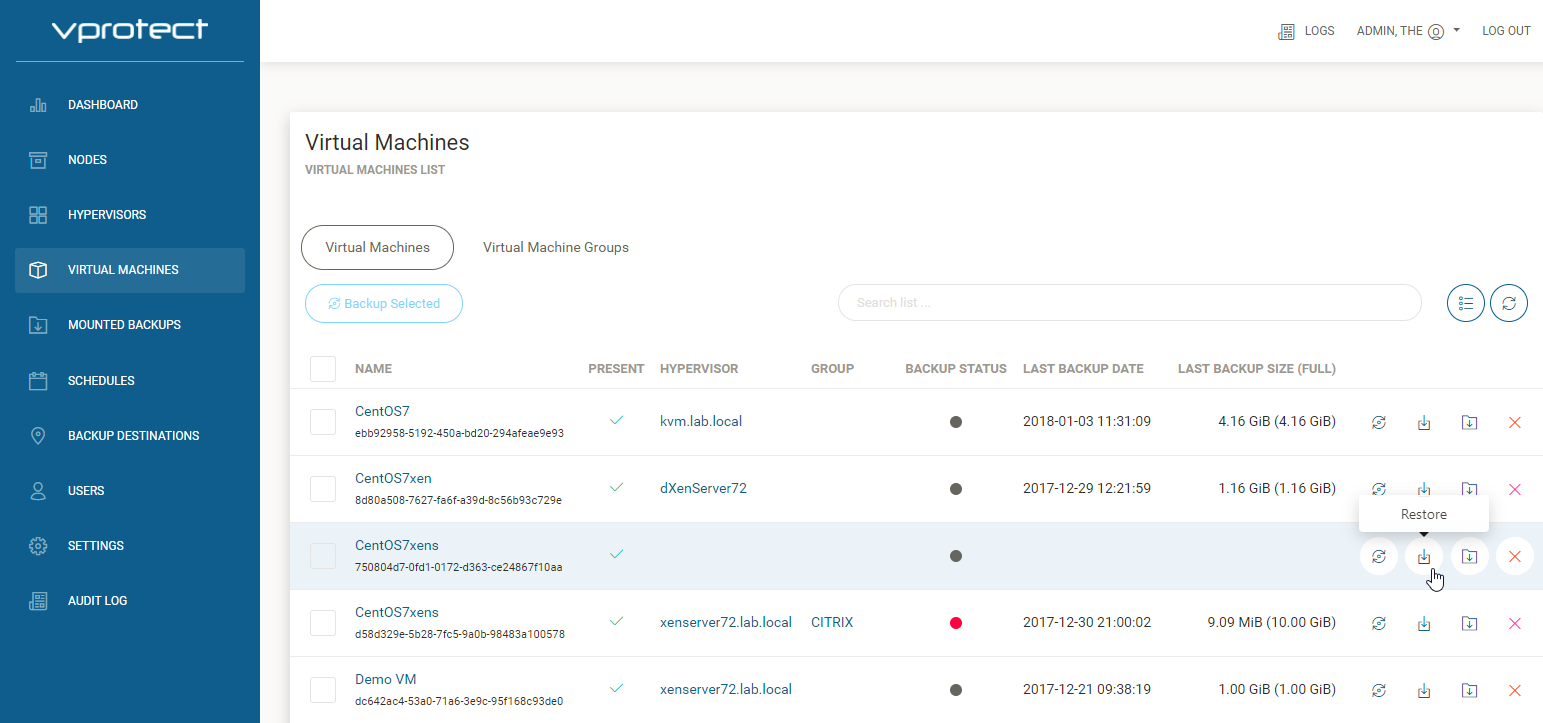 vprotect
LOGS ADMIN, THE LOG OUT
DASHBOARD
NODES
HYPERVISORS
VIRTUAL MACHINES
MOUNTED BACKUPS
SCHEDULES
BACKUP DESTINATIONS
USERS
SETTINGS
AUDIT LOG
Virtual Machines
VIRTUAL MACHINES LIST
Virtual Machines Virtual Machine Groups
Backup Selected Search list ...
NAME PRESENT HYPERVISOR GROUP BACKUP STATUS LAST BACKUP DATE LAST BACKUP SIZE (FULL)
CentOS7 kvm.lab.local 2018-01-03 11:31:09 4.16 GiB (4.16 GiB)
ebb92958-5192-450a-bd20-294afeae9e93
CentOS7xen dXenServer72 2017-12-29 12:21:59 1.16 GiB (1.16 GiB)
8d80a508-7627-fa6f-a39d-8c56b93c729e
Restore
CentOS7xens
750804d7-0fd1-0172-d363-ce24867f10aa
CentOS7xens xenserver72.lab.local CITRIX 2017-12-30 21:00:02 9.09 MiB (10.00 GiB)
d58d329e-5b28-7fc5-9a0b-98483a100578
Demo VM xenserver72.lab.local 2017-12-21 09:38:19 1.00 GiB (1.00 GiB)
dc642ac4-53a0-71a6-3e9c-95f168c93de0